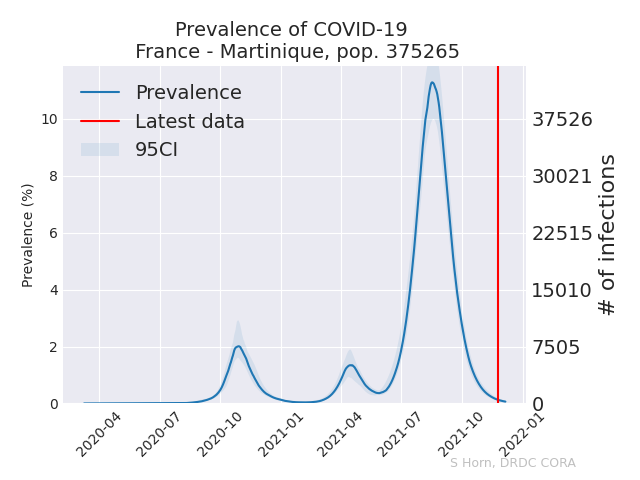 Prevalence of COVID-19
France - Martinique, pop. 375265
Prevalence
Latest data
95CI
Prevalence (%)
10
8
6
4
2
0
37526
30021
22515
15010
7505
0
# of infections
2020-04
2020-07
2020-10
2021-01
2021-04
2021-07
2021-10
2022-01
S Horn, DRDC CORA